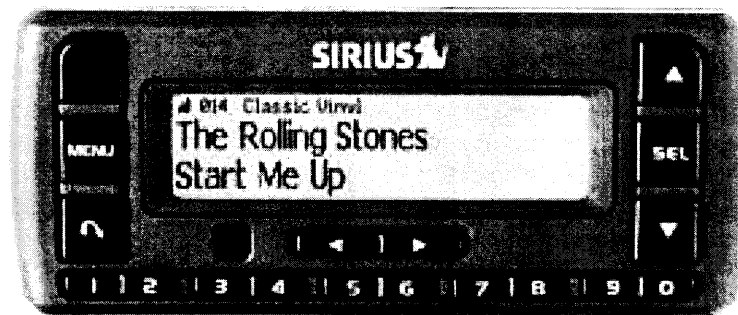 SIRIUS
014 Classic Vinyl
The Rolling Stones
Start Me Up
MENU
SEL
1 2 3 4 5 6 7 8 9 0